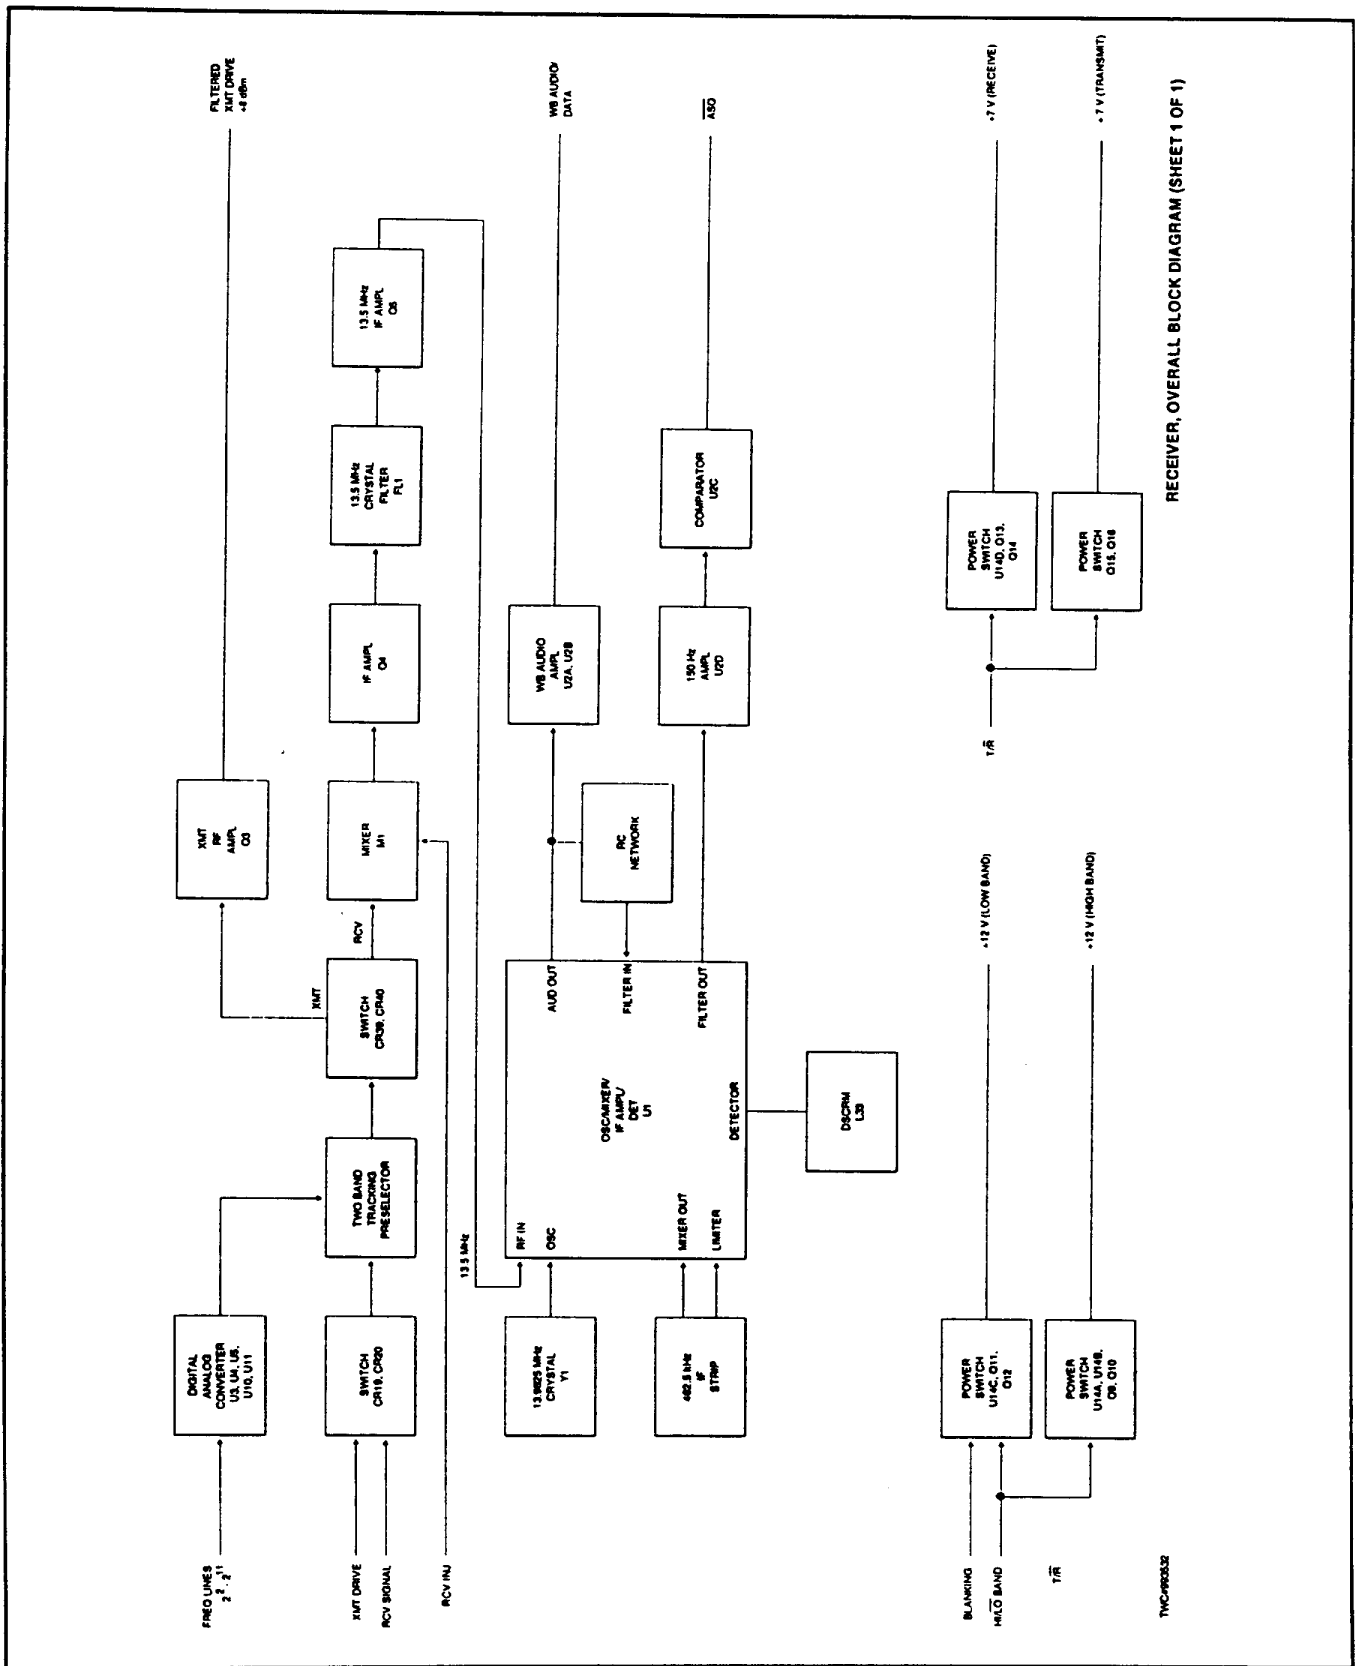 FREQ LINES
2² - 2¹¹
DIGITAL
ANALOG
CONVERTER
U3, U4, U5,
U10, U11
XMT
RF
AMPL
Q3
FILTERED
XMT DRIVE
+8 dBm
XMT DRIVE
RCV SIGNAL
SWITCH
CR19, CR20
TWO BAND
TRACKING
PRESELECTOR
SWITCH
CR39, CR40
XMT
RCV
MIXER
M1
IF AMPL
Q4
13.5 MHz
CRYSTAL
FILTER
FL1
13.5 MHz
IF AMPL
Q5
RCV INJ
13.5 MHz
13.9625 MHz
CRYSTAL
Y1
462.5 kHz
IF
STRIP
RF IN
OSC
MIXER OUT
LIMITER
OSC/MIXER/
IF AMPL/
DET
U1
DETECTOR
AUD OUT
FILTER IN
FILTER OUT
DSCRM
L33
RC
NETWORK
WB AUDIO
AMPL
U2A, U2B
WB AUDIO/
DATA
150 Hz
AMPL
U2D
COMPARATOR
U2C
ASQ
BLANKING
HI/LO BAND
T/R
POWER
SWITCH
U14C, Q11,
Q12
+12 V (LOW BAND)
POWER
SWITCH
U14A, U14B,
Q9, Q10
+12 V (HIGH BAND)
T/R
POWER
SWITCH
U14D, Q13,
Q14
+7 V (RECEIVE)
POWER
SWITCH
Q15, Q16
+7 V (TRANSMIT)
TWC#993532
RECEIVER, OVERALL BLOCK DIAGRAM (SHEET 1 OF 1)